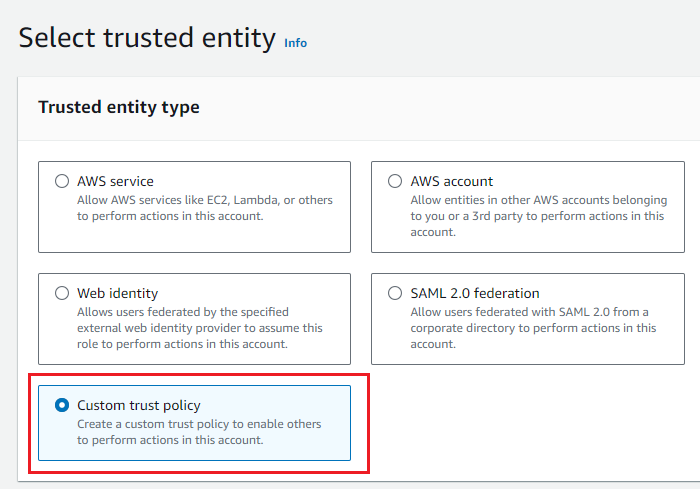 Select trusted entity Info
Trusted entity type
AWS service
Allow AWS services like EC2, Lambda, or others
to perform actions in this account.
AWS account
Allow entities in other AWS accounts belonging
to you or a 3rd party to perform actions in this
account.
Web identity
Allows users federated by the specified
external web identity provider to assume this
role to perform actions in this account.
SAML 2.0 federation
Allow users federated with SAML 2.0 from a
corporate directory to perform actions in this
account.
Custom trust policy
Create a custom trust policy to enable others
to perform actions in this account.